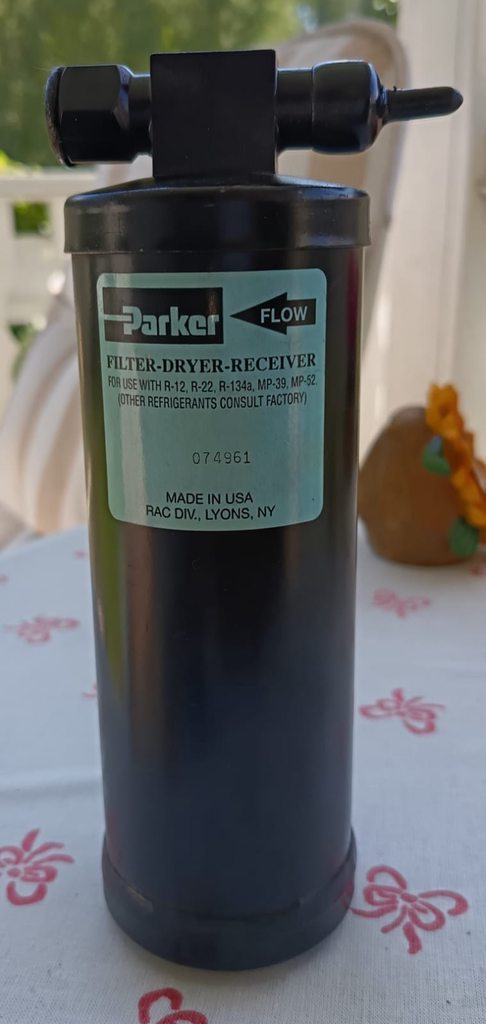 Parker
FLOW
FILTER-DRYER-RECEIVER
FOR USE WITH R-12, R-22, R-134a, MP-39, MP-52.
(OTHER REFRIGERANTS CONSULT FACTORY)
074961
MADE IN USA
RAC DIV., LYONS, NY